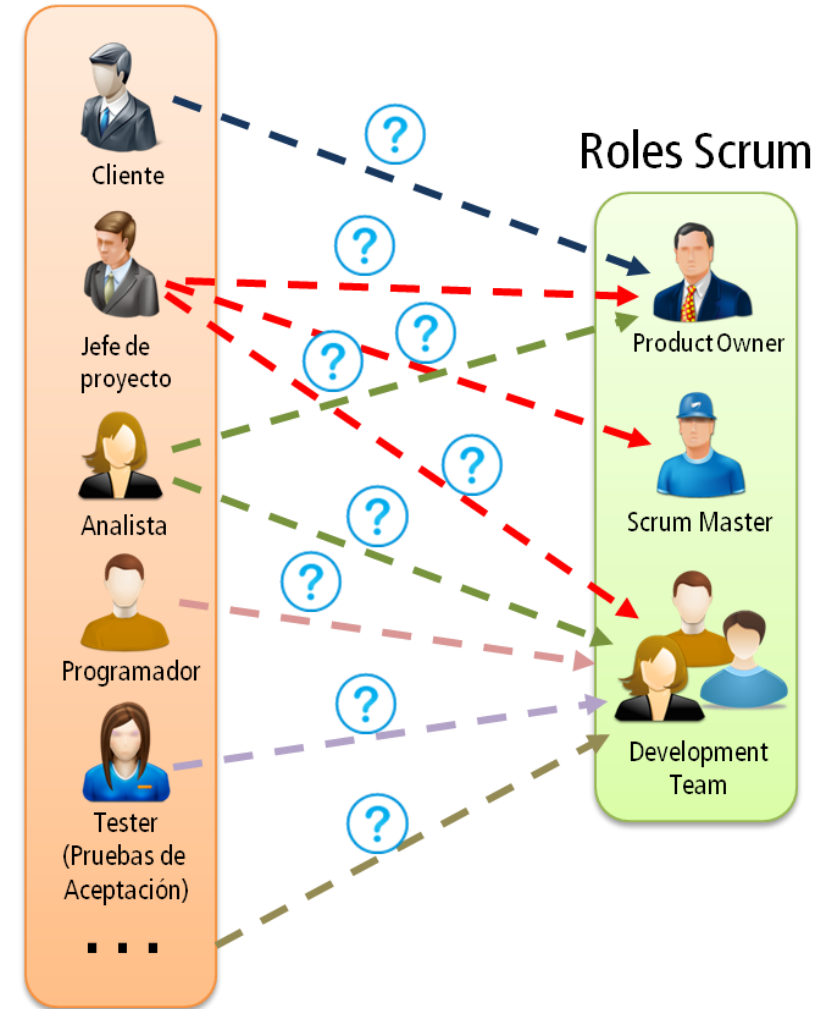 Roles Scrum
Cliente
Jefe de
proyecto
Analista
Programador
Tester
(Pruebas de
Aceptación)
. . .
?
?
?
?
?
?
?
?
?
Product Owner
Scrum Master
Development
Team